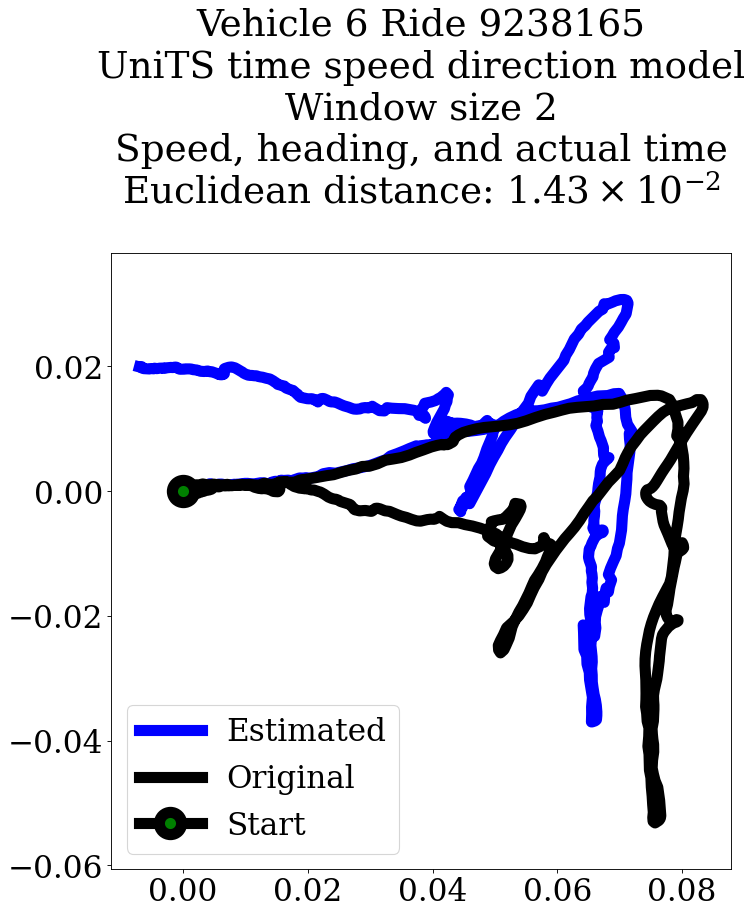 Vehicle 6 Ride 9238165
UniTS time speed direction model
Window size 2
Speed, heading, and actual time
Euclidean distance: 1.43 × 10⁻²
0.02
0.00
−0.02
−0.04
−0.06
Estimated
Original
Start
0.00 0.02 0.04 0.06 0.08